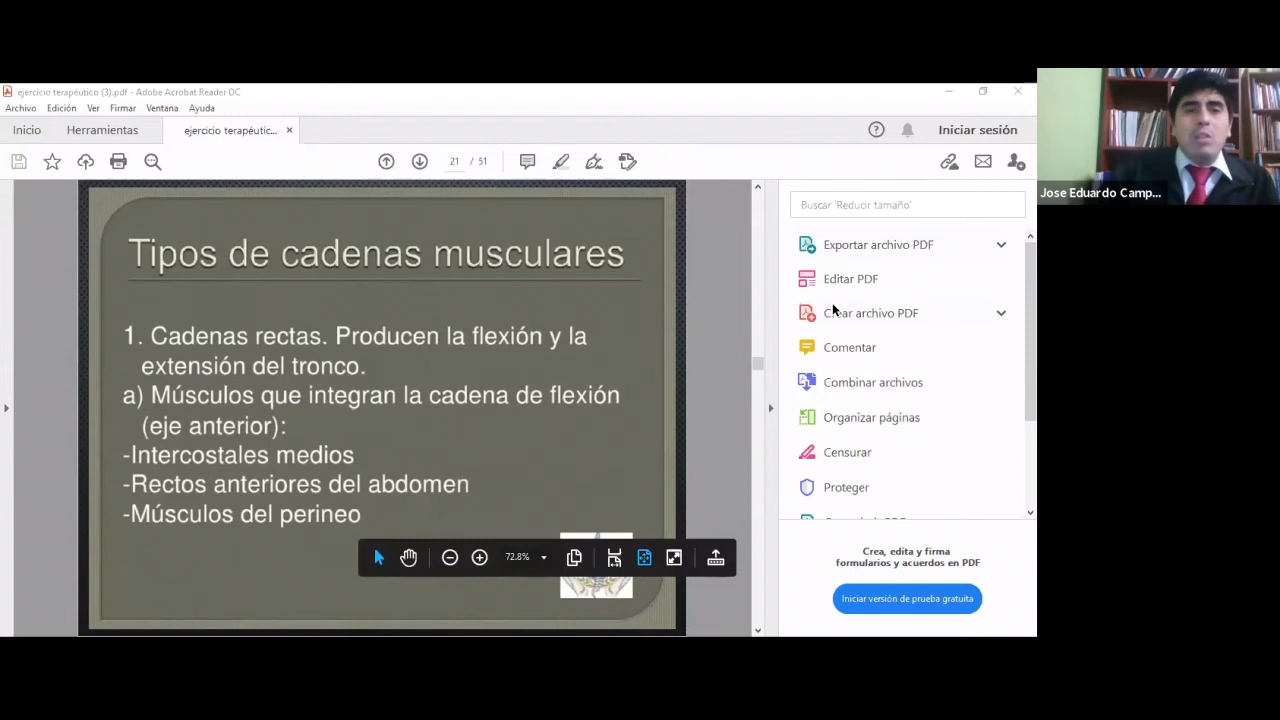 ejercicio terapéutico (3).pdf - Adobe Acrobat Reader DC
Archivo Edición Ver Firmar Ventana Ayuda
Inicio Herramientas ejercicio terapéutic... × Iniciar sesión
21 / 51
Tipos de cadenas musculares
1. Cadenas rectas. Producen la flexión y la
extensión del tronco.
a) Músculos que integran la cadena de flexión
(eje anterior):
-Intercostales medios
-Rectos anteriores del abdomen
-Músculos del perineo
72.8%
Buscar 'Reducir tamaño'
Exportar archivo PDF
Editar PDF
Crear archivo PDF
Comentar
Combinar archivos
Organizar páginas
Censurar
Proteger
Crea, edita y firma
formularios y acuerdos en PDF
Iniciar versión de prueba gratuita
Jose Eduardo Camp...